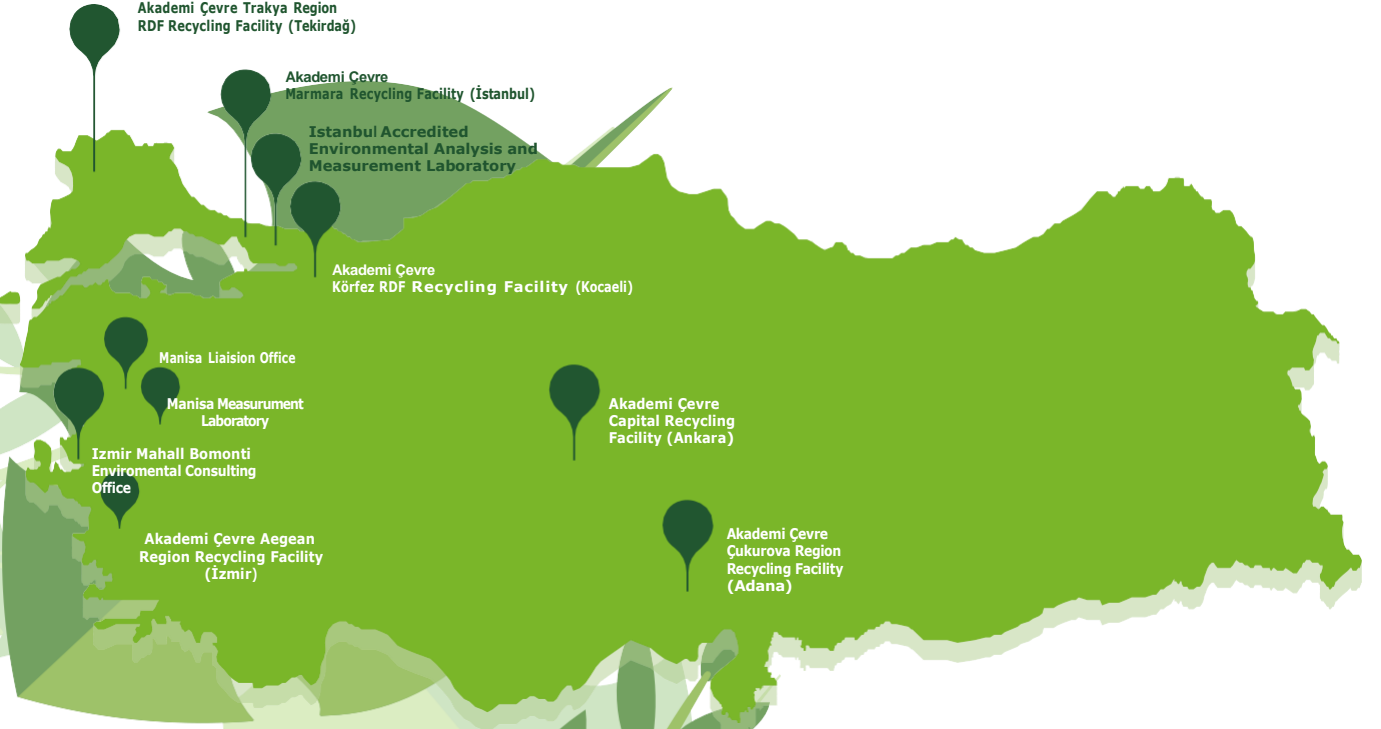 Akademi Çevre Trakya Region
RDF Recycling Facility (Tekirdağ)
Akademi Çevre
Marmara Recycling Facility (İstanbul)
Istanbul Accredited
Environmental Analysis and
Measurement Laboratory
Akademi Çevre
Körfez RDF Recycling Facility (Kocaeli)
Manisa Liaision Office
Manisa Measurument
Laboratory
Izmir Mahall Bomonti
Enviromental Consulting
Office
Akademi Çevre Aegean
Region Recycling Facility
(İzmir)
Akademi Çevre
Capital Recycling
Facility (Ankara)
Akademi Çevre
Çukurova Region
Recycling Facility
(Adana)